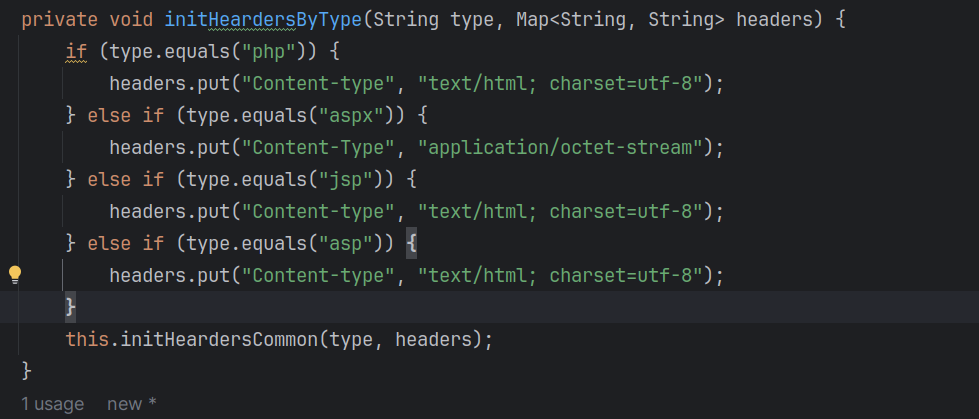 private void initHeardersByType(String type, Map<String, String> headers) {
    if (type.equals("php")) {
        headers.put("Content-type", "text/html; charset=utf-8");
    } else if (type.equals("aspx")) {
        headers.put("Content-Type", "application/octet-stream");
    } else if (type.equals("jsp")) {
        headers.put("Content-type", "text/html; charset=utf-8");
    } else if (type.equals("asp")) {
        headers.put("Content-type", "text/html; charset=utf-8");
    }
    this.initHeardersCommon(type, headers);
}
1 usage   new *